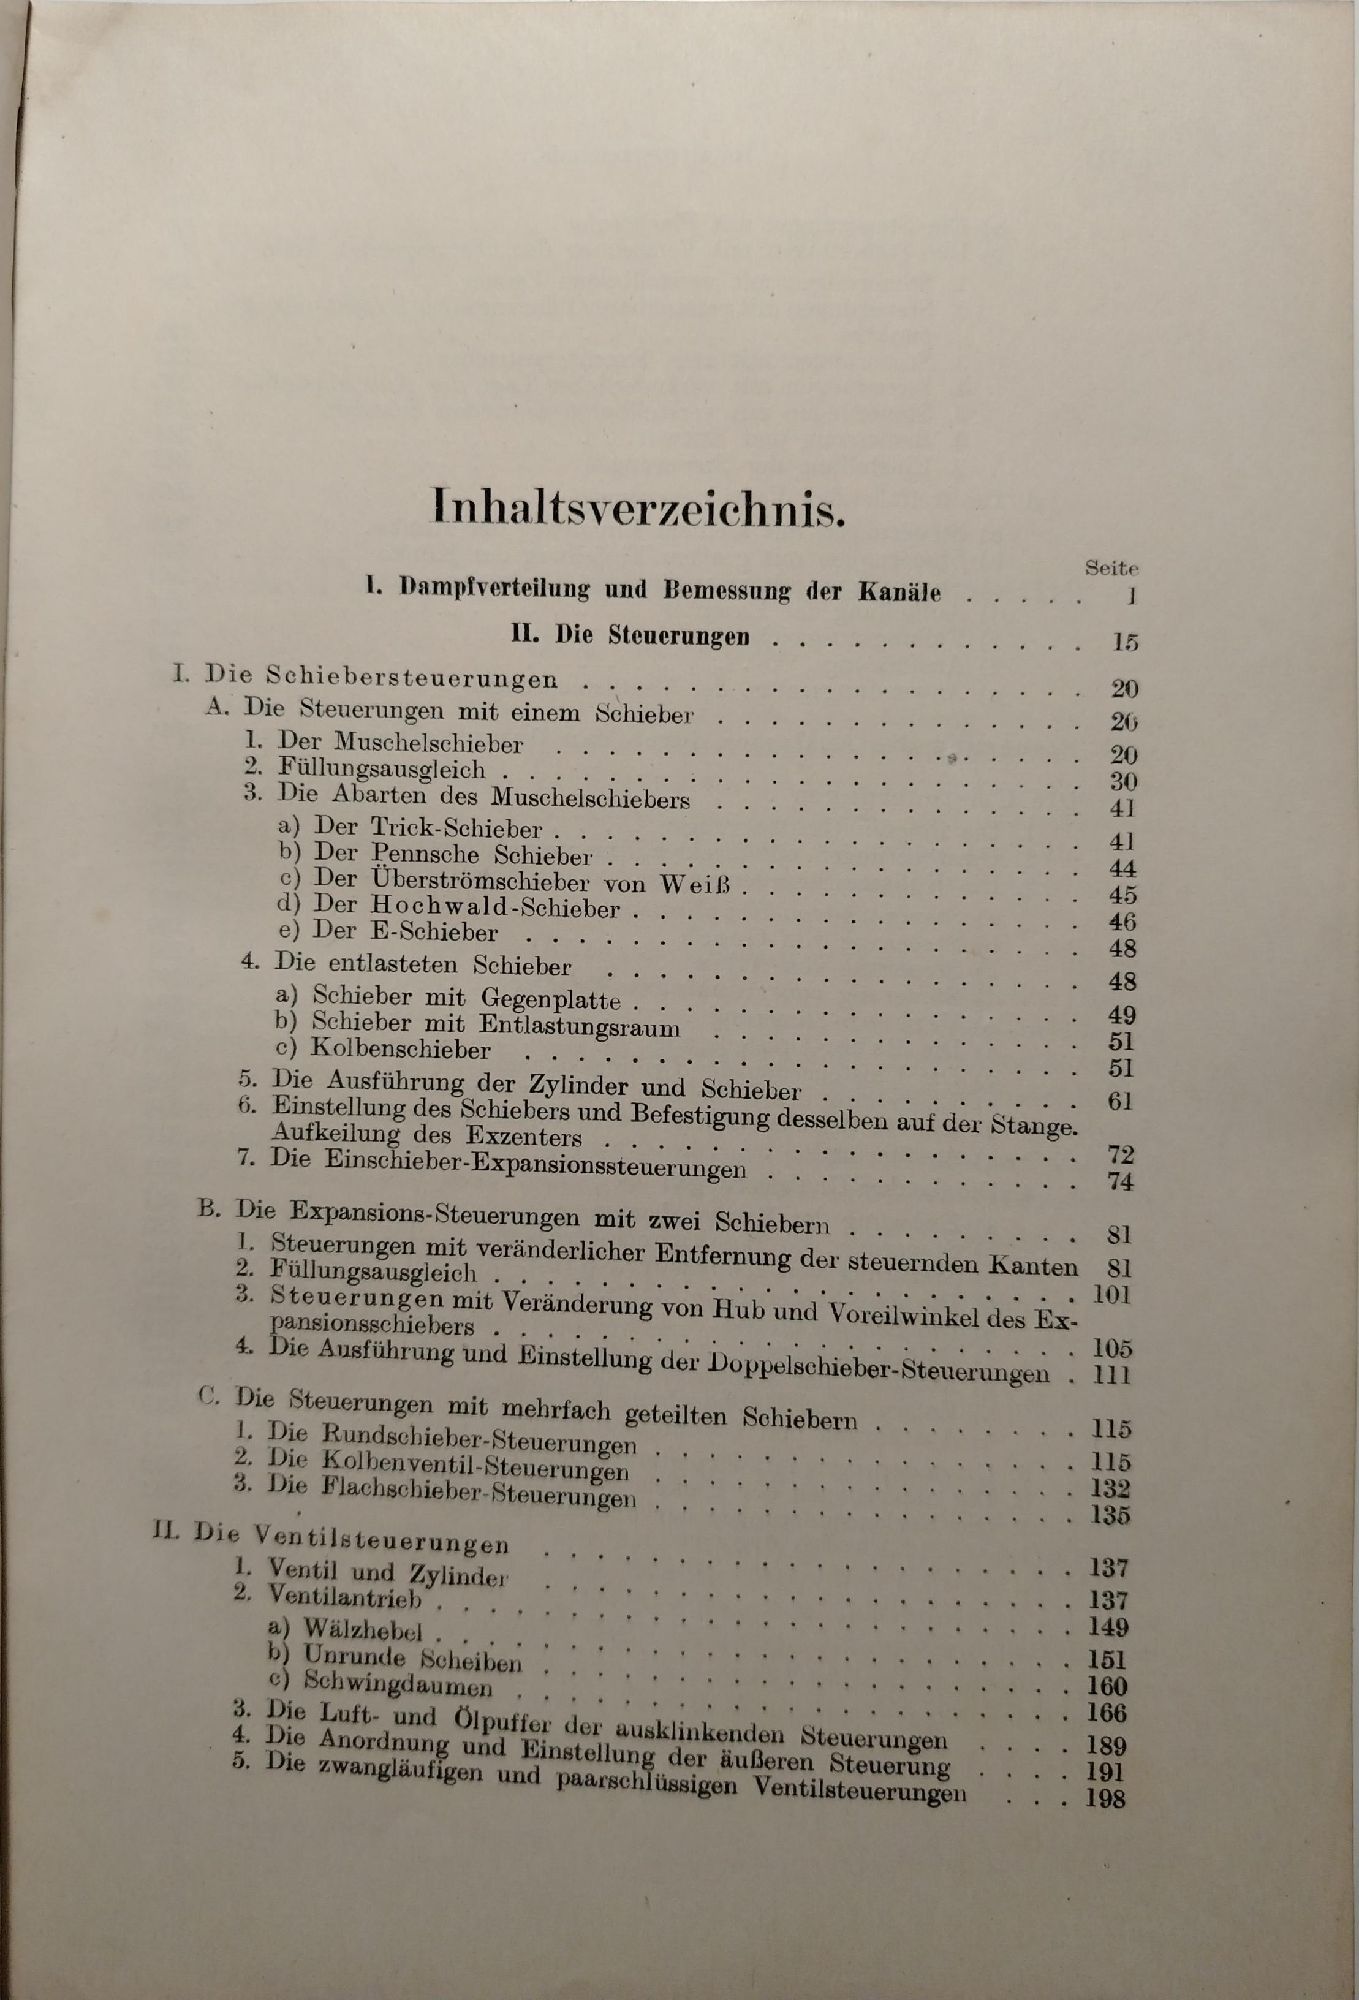 Inhaltsverzeichnis.
Seite
I. Dampfverteilung und Bemessung der Kanäle . . . . . 1
II. Die Steuerungen . . . . . . . . . . . . 15
I. Die Schiebersteuerungen . . . . . . . . . . . . . . . . . . . 20
A. Die Steuerungen mit einem Schieber . . . . . . . . . . . . . . 20
1. Der Muschelschieber . . . . . . . . . . . . . . . . . . . . 20
2. Füllungsausgleich . . . . . . . . . . . . . . . . . . . . . . 30
3. Die Abarten des Muschelschiebers . . . . . . . . . . . . . . 41
a) Der Trick-Schieber . . . . . . . . . . . . . . . . . . . . 41
b) Der Pennsche Schieber . . . . . . . . . . . . . . . . . . 44
c) Der Überströmschieber von Weiß . . . . . . . . . . . . . 45
d) Der Hochwald-Schieber . . . . . . . . . . . . . . . . . 46
e) Der E-Schieber . . . . . . . . . . . . . . . . . . . . . 48
4. Die entlasteten Schieber . . . . . . . . . . . . . . . . . . 48
a) Schieber mit Gegenplatte . . . . . . . . . . . . . . . . . 49
b) Schieber mit Entlastungsraum . . . . . . . . . . . . . . 51
c) Kolbenschieber . . . . . . . . . . . . . . . . . . . . . 51
5. Die Ausführung der Zylinder und Schieber . . . . . . . . . . 61
6. Einstellung des Schiebers und Befestigung desselben auf der Stange.
Aufkeilung des Exzenters . . . . . . . . . . . . . . . . . . 72
7. Die Einschieber-Expansionssteuerungen . . . . . . . . . . . . 74
B. Die Expansions-Steuerungen mit zwei Schiebern . . . . . . . . . 81
1. Steuerungen mit veränderlicher Entfernung der steuernden Kanten 81
2. Füllungsausgleich . . . . . . . . . . . . . . . . . . . . . . 101
3. Steuerungen mit Veränderung von Hub und Voreilwinkel des Ex-
pansionsschiebers . . . . . . . . . . . . . . . . . . . . . . 105
4. Die Ausführung und Einstellung der Doppelschieber-Steuerungen . 111
C. Die Steuerungen mit mehrfach geteilten Schiebern . . . . . . . . 115
1. Die Rundschieber-Steuerungen . . . . . . . . . . . . . . . . 115
2. Die Kolbenventil-Steuerungen . . . . . . . . . . . . . . . . 132
3. Die Flachschieber-Steuerungen . . . . . . . . . . . . . . . . 135
II. Die Ventilsteuerungen . . . . . . . . . . . . . . . . . . . . 137
1. Ventil und Zylinder . . . . . . . . . . . . . . . . . . . . 137
2. Ventilantrieb . . . . . . . . . . . . . . . . . . . . . . . . 149
a) Wälzhebel . . . . . . . . . . . . . . . . . . . . . . . . 151
b) Unrunde Scheiben . . . . . . . . . . . . . . . . . . . . 160
c) Schwingdaumen . . . . . . . . . . . . . . . . . . . . . 166
3. Die Luft- und Ölpuffer der ausklinkenden Steuerungen . . . . 189
4. Die Anordnung und Einstellung der äußeren Steuerung . . . . 191
5. Die zwangläufigen und paarschlüssigen Ventilsteuerungen . . . 198